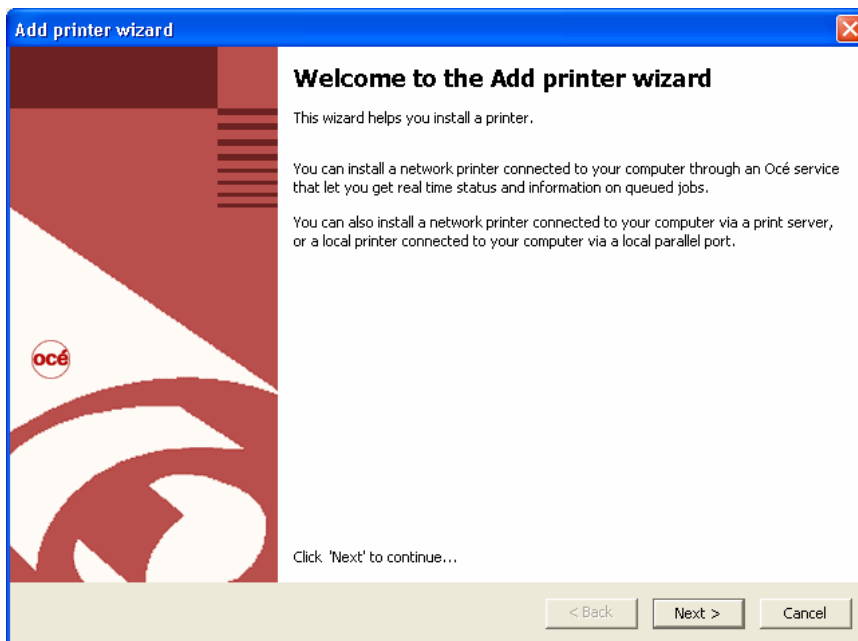 Add printer wizard
Welcome to the Add printer wizard
This wizard helps you install a printer.
You can install a network printer connected to your computer through an Océ service
that let you get real time status and information on queued jobs.
You can also install a network printer connected to your computer via a print server,
or a local printer connected to your computer via a local parallel port.
océ
Click 'Next' to continue...
< Back
Next >
Cancel